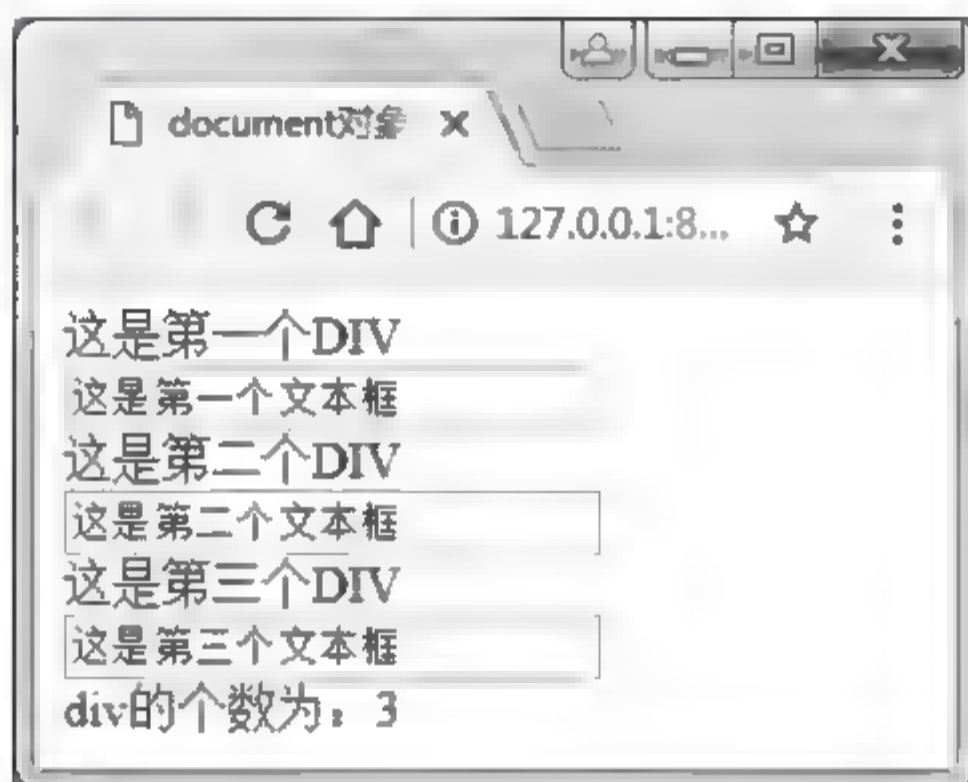 document对象
127.0.0.1:8...
这是第一个DIV
这是第一个文本框
这是第二个DIV
这是第二个文本框
这是第三个DIV
这是第三个文本框
div的个数为：3